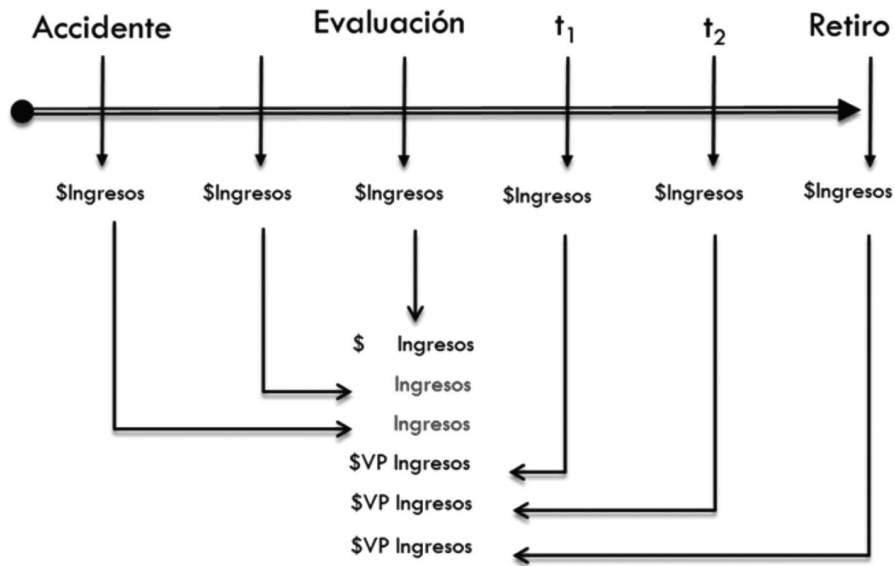 Accidente Evaluación t₁ t₂ Retiro
$Ingresos $Ingresos $Ingresos $Ingresos $Ingresos $Ingresos
$ Ingresos
Ingresos
Ingresos
$VP Ingresos
$VP Ingresos
$VP Ingresos